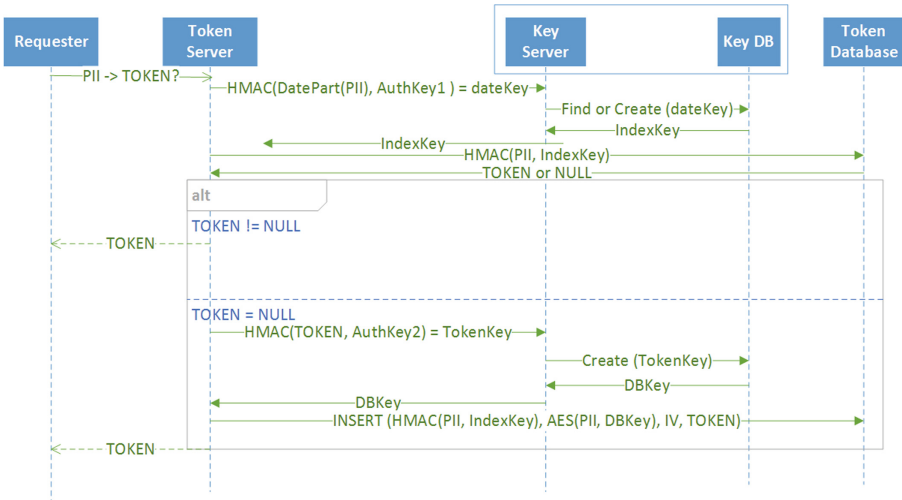 Requester
Token
Server
Key
Server
Key DB
Token
Database
PII -> TOKEN?
HMAC(DatePart(PII), AuthKey1 ) = dateKey
Find or Create (dateKey)
IndexKey
IndexKey
HMAC(PII, IndexKey)
TOKEN or NULL
alt
TOKEN != NULL
TOKEN
TOKEN = NULL
HMAC(TOKEN, AuthKey2) = TokenKey
Create (TokenKey)
DBKey
DBKey
INSERT (HMAC(PII, IndexKey), AES(PII, DBKey), IV, TOKEN)
TOKEN